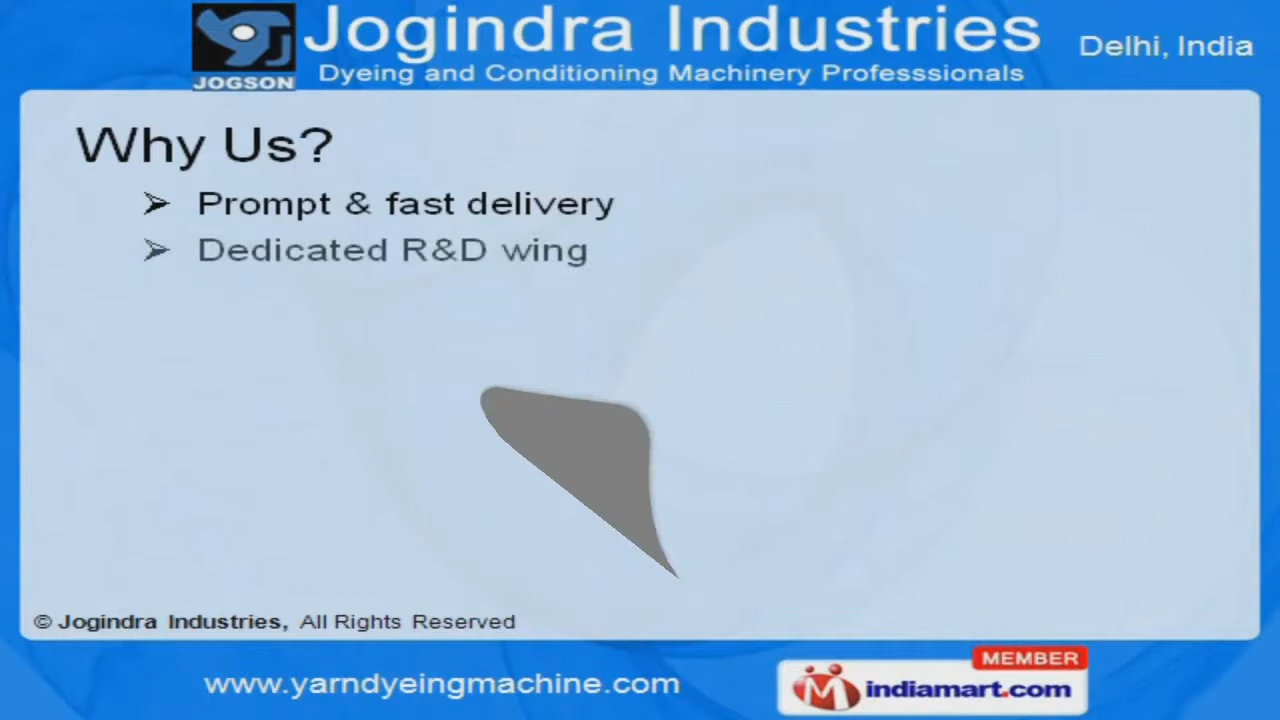 Jogindra Industries
Delhi, India
Dyeing and Conditioning Machinery Professsionals
JOGSON
Why Us?
➢ Prompt & fast delivery
➢ Dedicated R&D wing
© Jogindra Industries, All Rights Reserved
www.yarndyeingmachine.com
MEMBER
indiamart.com